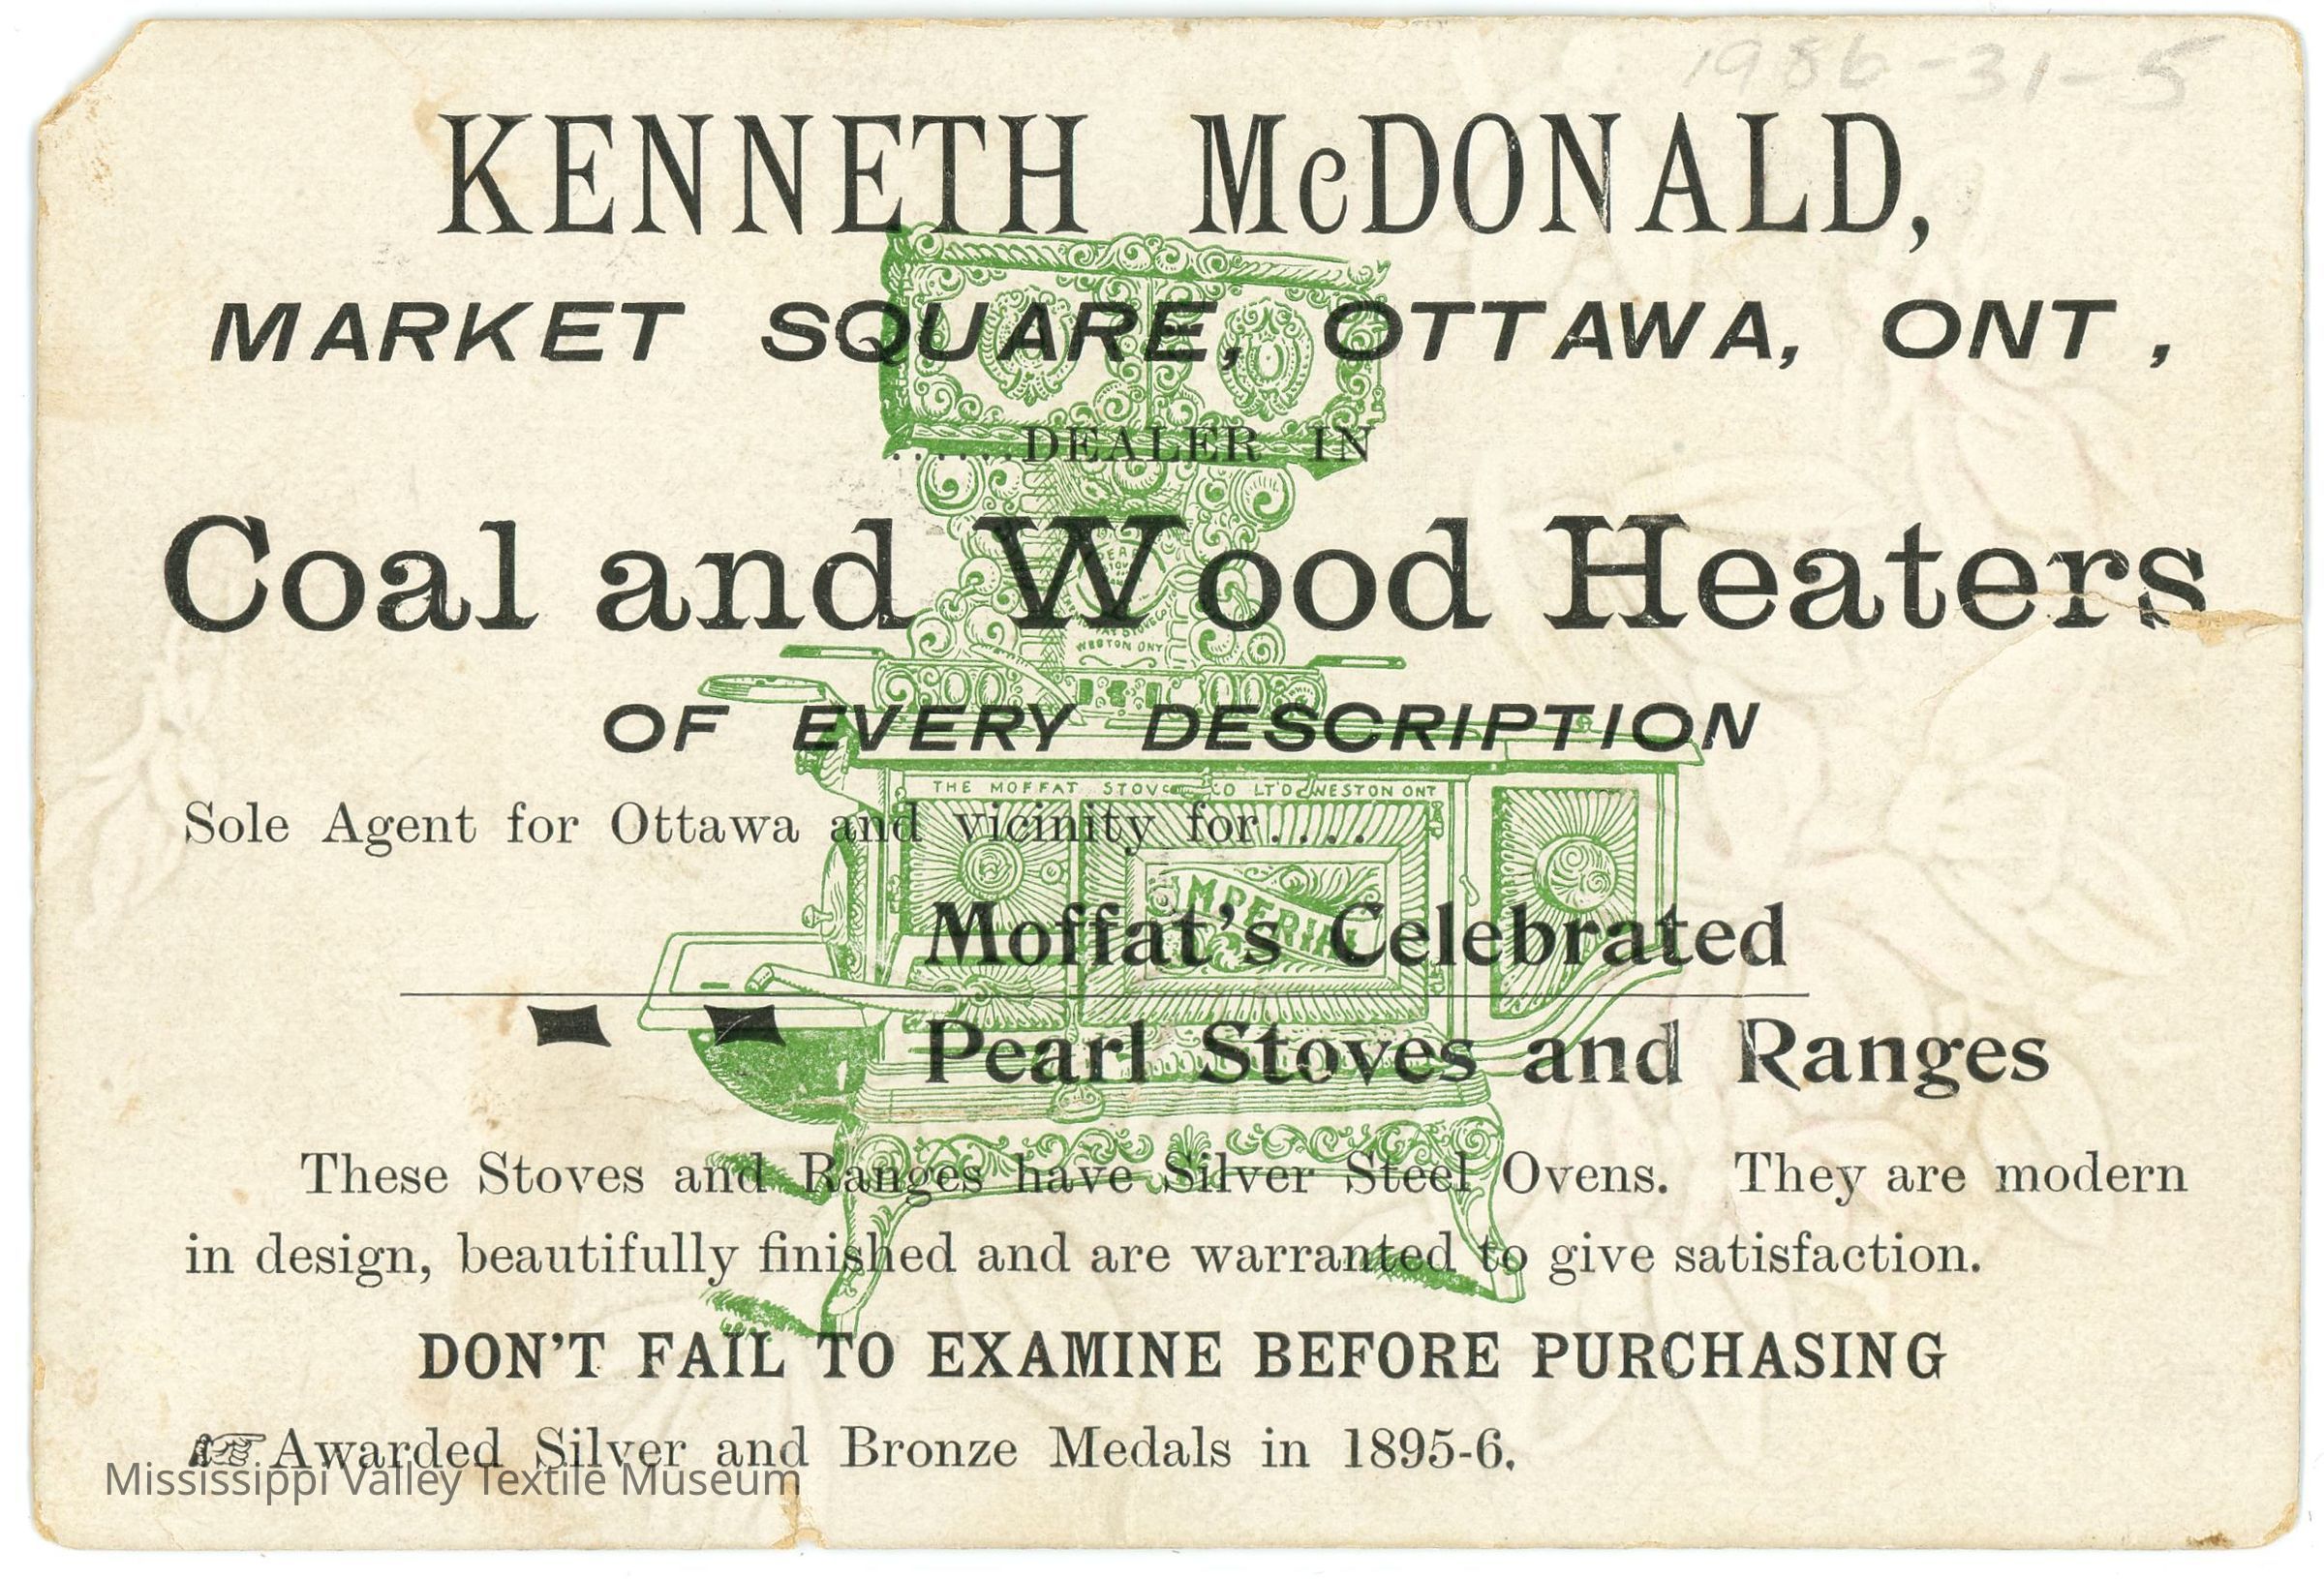 1986-31-5
KENNETH McDONALD,
MARKET SQUARE, OTTAWA, ONT ,
.......DEALER IN
Coal and Wood Heaters
WESTON ONT
OF EVERY DESCRIPTION
THE MOFFAT STOVE CO LT'D WESTON ONT
Sole Agent for Ottawa and vicinity for....
IMPERIAL
Moffat's Celebrated
Pearl Stoves and Ranges
These Stoves and Ranges have Silver Steel Ovens. They are modern
in design, beautifully finished and are warranted to give satisfaction.
DON'T FAIL TO EXAMINE BEFORE PURCHASING
☞Awarded Silver and Bronze Medals in 1895-6.
Mississippi Valley Textile Museum